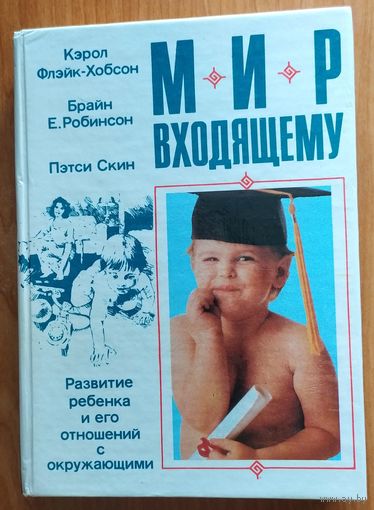 Кэрол
Флэйк-Хобсон
Брайн
Е. Робинсон
Пэтси Скин
М И Р
ВХОДЯЩЕМУ
Развитие
ребенка
и его
отношений
с
окружающими